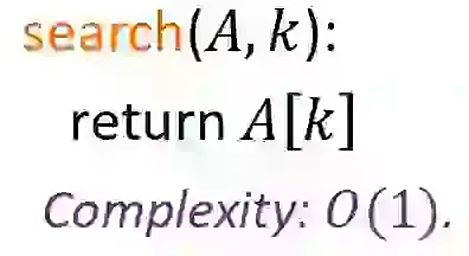 search(A, k):
return A[k]
Complexity: O(1).